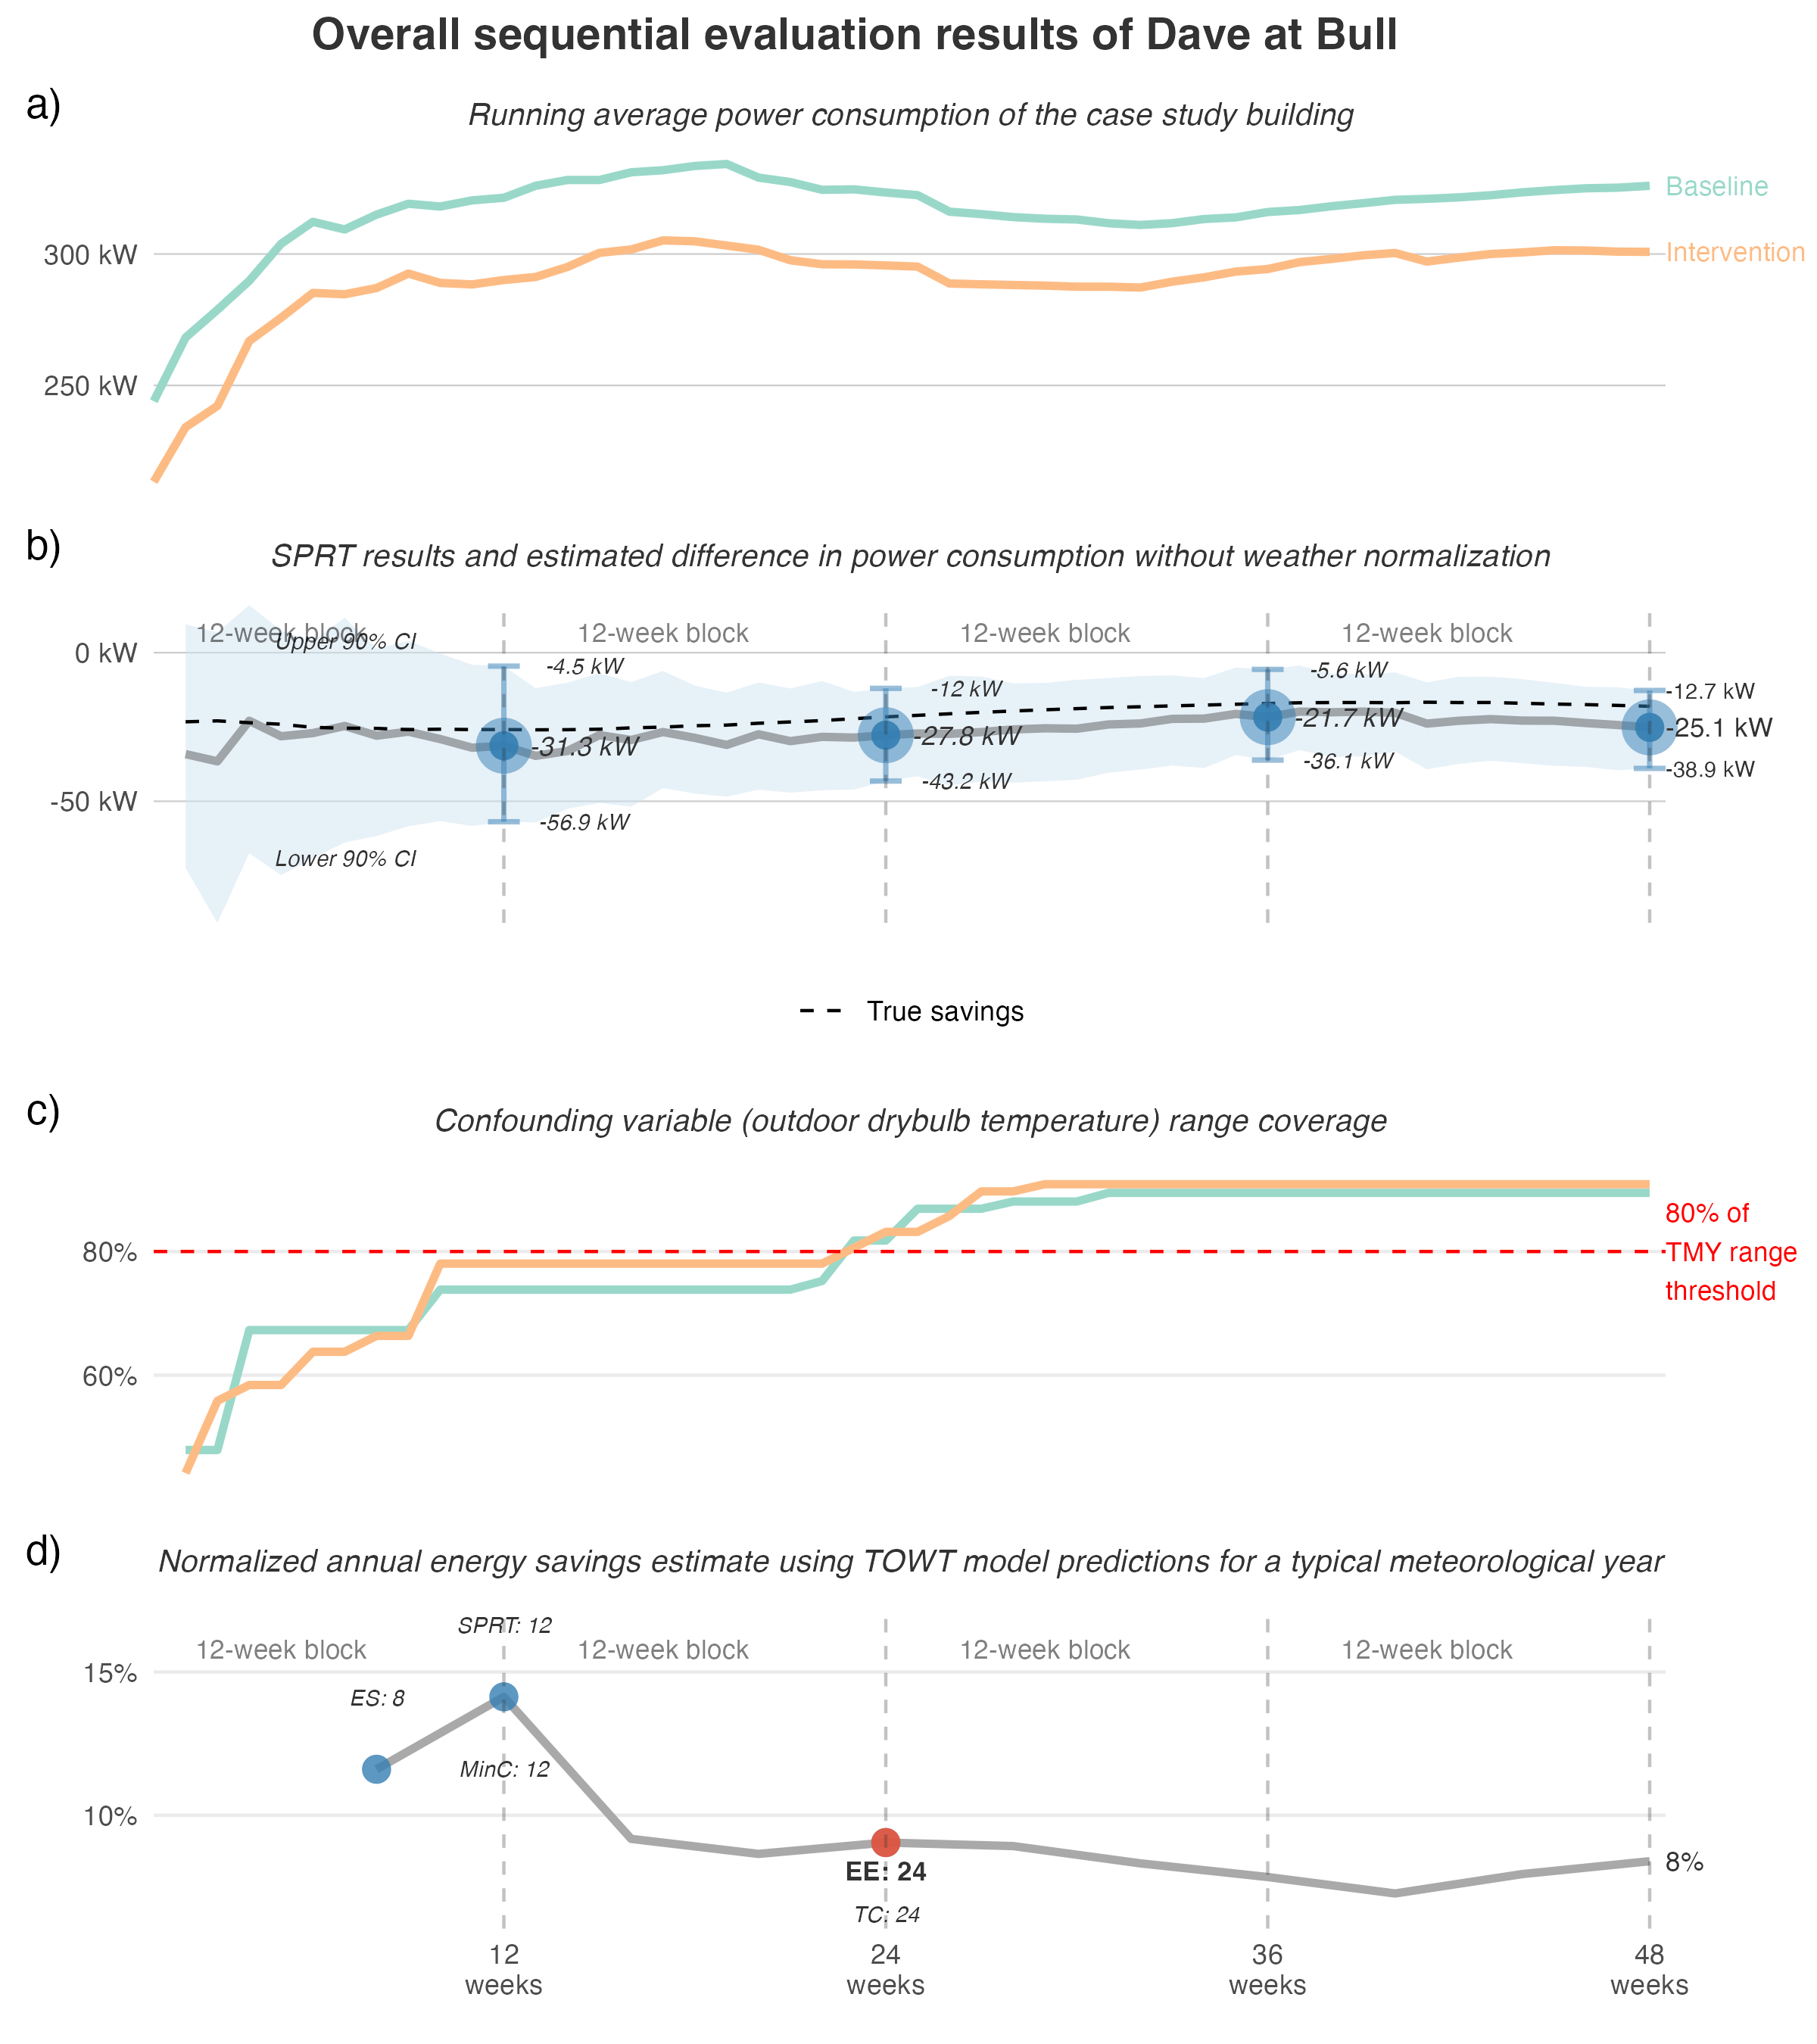 Overall sequential evaluation results of Dave at Bull
a)
Running average power consumption of the case study building
Baseline
300 kW
Intervention
250 kW
b)
SPRT results and estimated difference in power consumption without weather normalization
12-week block
12-week block
12-week block
12-week block
Upper 90% CI
0 kW
-4.5 kW
-12 kW
-5.6 kW
-12.7 kW
-31.3 kW
-27.8 kW
-21.7 kW
-25.1 kW
-43.2 kW
-36.1 kW
-38.9 kW
-50 kW
-56.9 kW
Lower 90% CI
True savings
c)
Confounding variable (outdoor drybulb temperature) range coverage
80%
80% of
TMY range
threshold
60%
d)
Normalized annual energy savings estimate using TOWT model predictions for a typical meteorological year
SPRT: 12
12-week block
12-week block
12-week block
12-week block
15%
ES: 8
MinC: 12
10%
EE: 24
8%
TC: 24
12
weeks
24
weeks
36
weeks
48
weeks